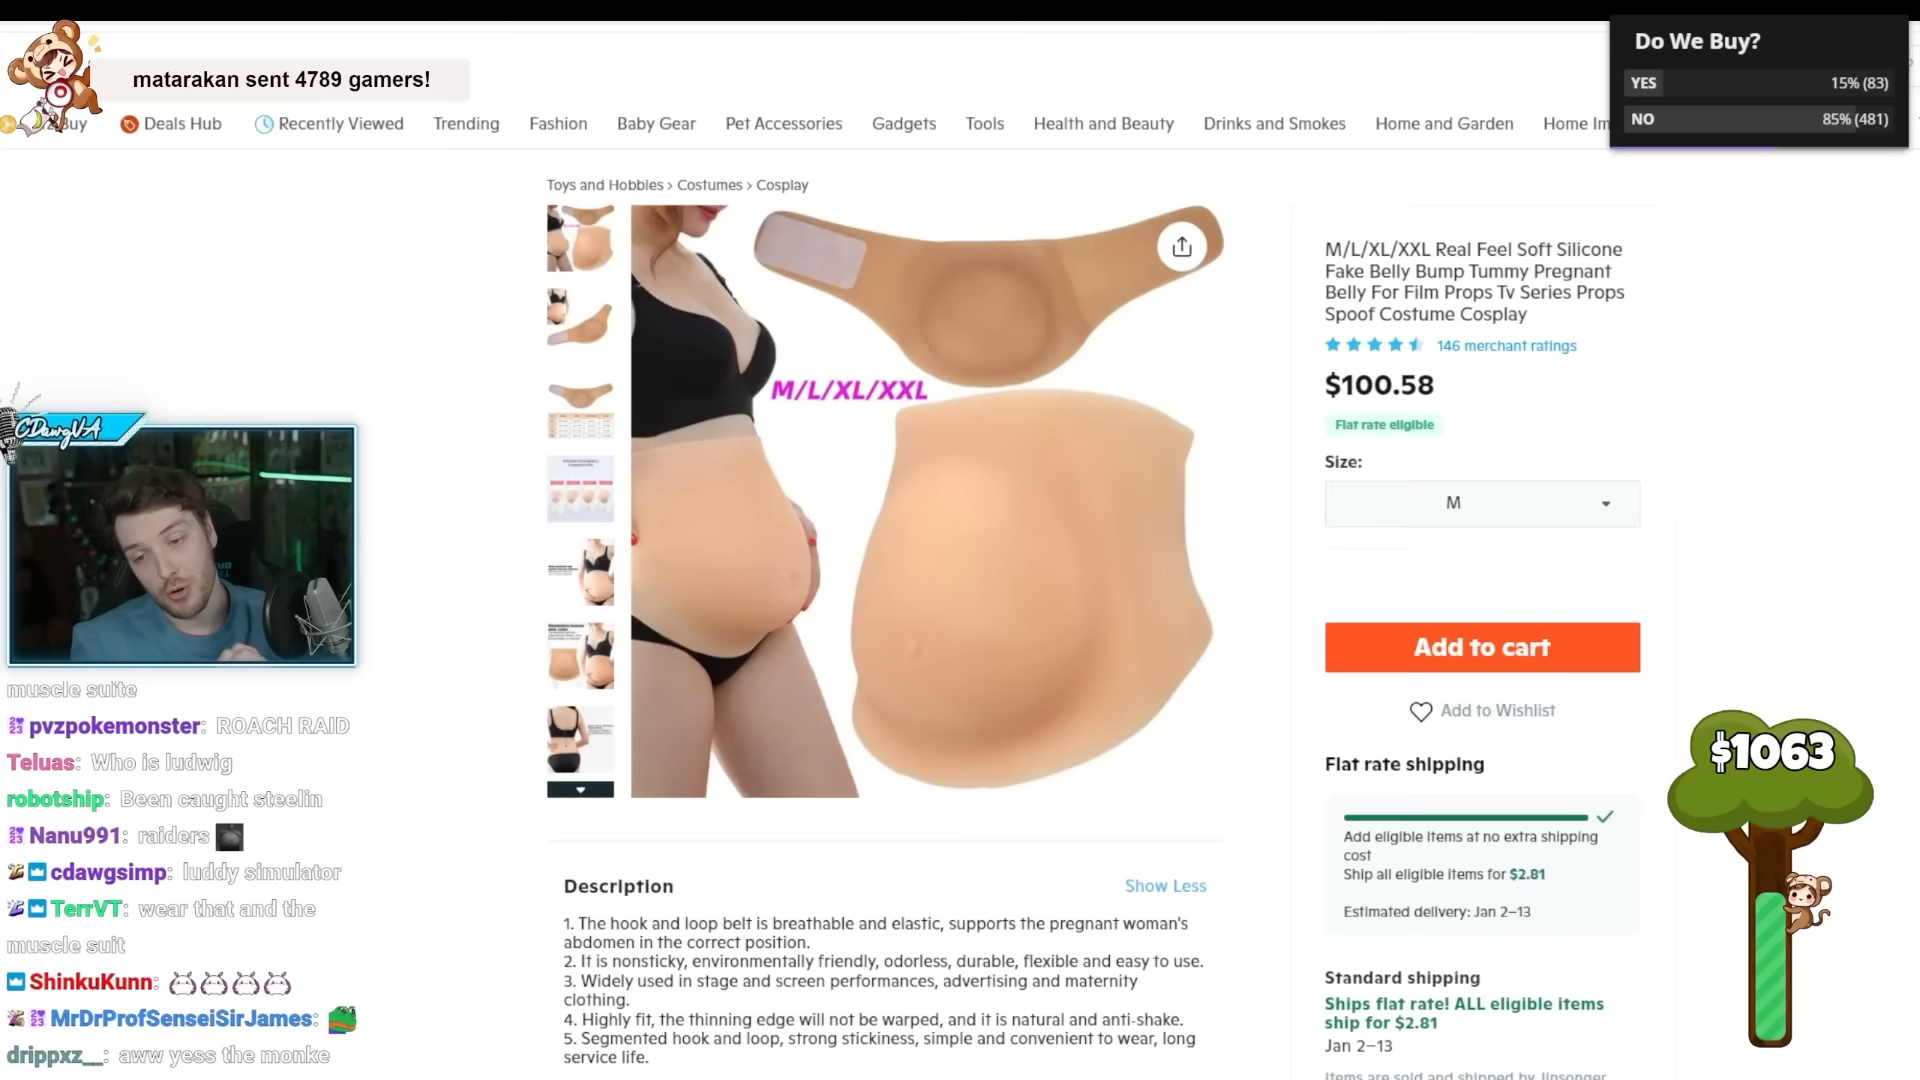 Do We Buy?
YES 15% (83)
NO 85% (481)
matarakan sent 4789 gamers!
Buy Deals Hub Recently Viewed Trending Fashion Baby Gear Pet Accessories Gadgets Tools Health and Beauty Drinks and Smokes Home and Garden Home Im
Toys and Hobbies > Costumes > Cosplay
M/L/XL/XXL
M/L/XL/XXL Real Feel Soft Silicone
Fake Belly Bump Tummy Pregnant
Belly For Film Props Tv Series Props
Spoof Costume Cosplay
146 merchant ratings
$100.58
Flat rate eligible
Size:
M
Add to cart
Add to Wishlist
Flat rate shipping
Add eligible items at no extra shipping
cost
Ship all eligible items for $2.81
Estimated delivery: Jan 2–13
Standard shipping
Ships flat rate! ALL eligible items
ship for $2.81
Jan 2–13
Items are sold and shipped by Jinsonger
$1063
Description
Show Less
1. The hook and loop belt is breathable and elastic, supports the pregnant woman's
abdomen in the correct position.
2. It is nonsticky, environmentally friendly, odorless, durable, flexible and easy to use.
3. Widely used in stage and screen performances, advertising and maternity
clothing.
4. Highly fit, the thinning edge will not be warped, and it is natural and anti-shake.
5. Segmented hook and loop, strong stickiness, simple and convenient to wear, long
service life.
CDawgVA
muscle suite
pvzpokemonster: ROACH RAID
Teluas: Who is ludwig
robotship: Been caught steelin
Nanu991: raiders
cdawgsimp: luddy simulator
TerrVT: wear that and the
muscle suit
ShinkuKunn:
MrDrProfSenseiSirJames:
drippxz__: aww yess the monke